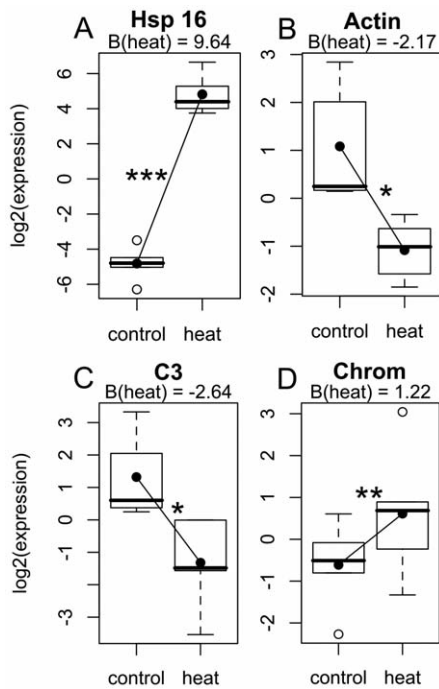 A Hsp 16 B Actin
B(heat) = 9.64 B(heat) = -2.17
log2(expression)
6
4
2
0
-2
-4
-6
***
control heat
log2(expression)
3
2
1
0
-1
-2
*
control heat
C C3 D Chrom
B(heat) = -2.64 B(heat) = 1.22
log2(expression)
3
1
0
-1
-3
*
control heat
3
2
1
0
-1
-2
**
control heat